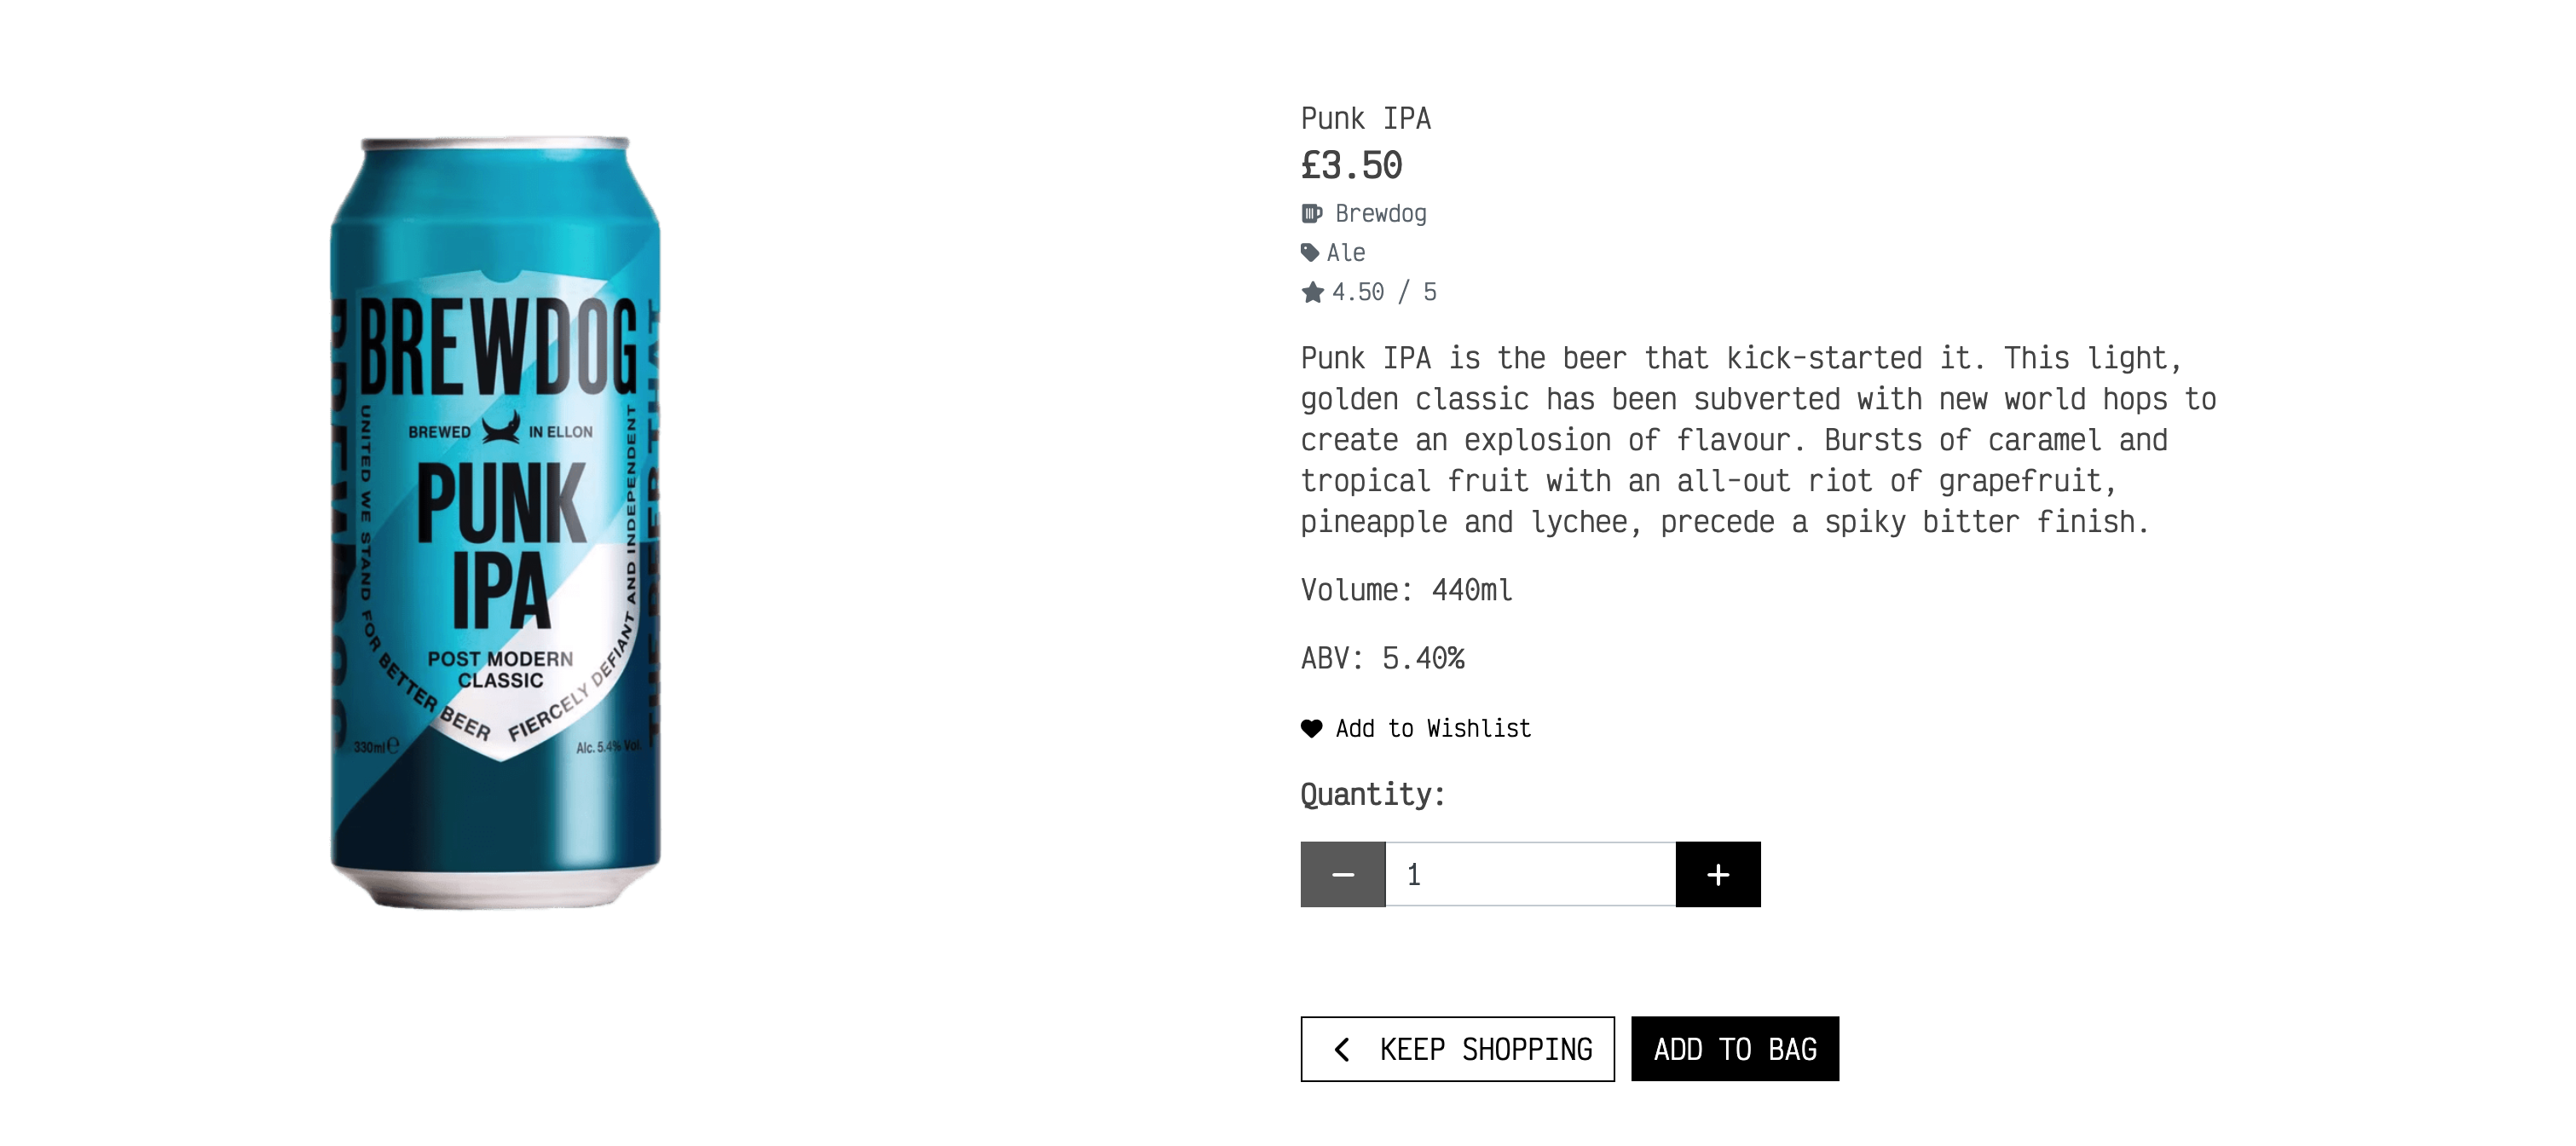 BREWDOG
BREWED IN ELLON
PUNK
IPA
POST MODERN
CLASSIC
UNITED WE STAND FOR BETTER BEER
FIERCELY DEFIANT AND INDEPENDENT
330ml℮
Alc. 5.4% Vol.
BREWDOG
THE BEER THAT
Punk IPA
£3.50
Brewdog
Ale
4.50 / 5
Punk IPA is the beer that kick-started it. This light,
golden classic has been subverted with new world hops to
create an explosion of flavour. Bursts of caramel and
tropical fruit with an all-out riot of grapefruit,
pineapple and lychee, precede a spiky bitter finish.
Volume: 440ml
ABV: 5.40%
Add to Wishlist
Quantity:
− 1 +
KEEP SHOPPING
ADD TO BAG